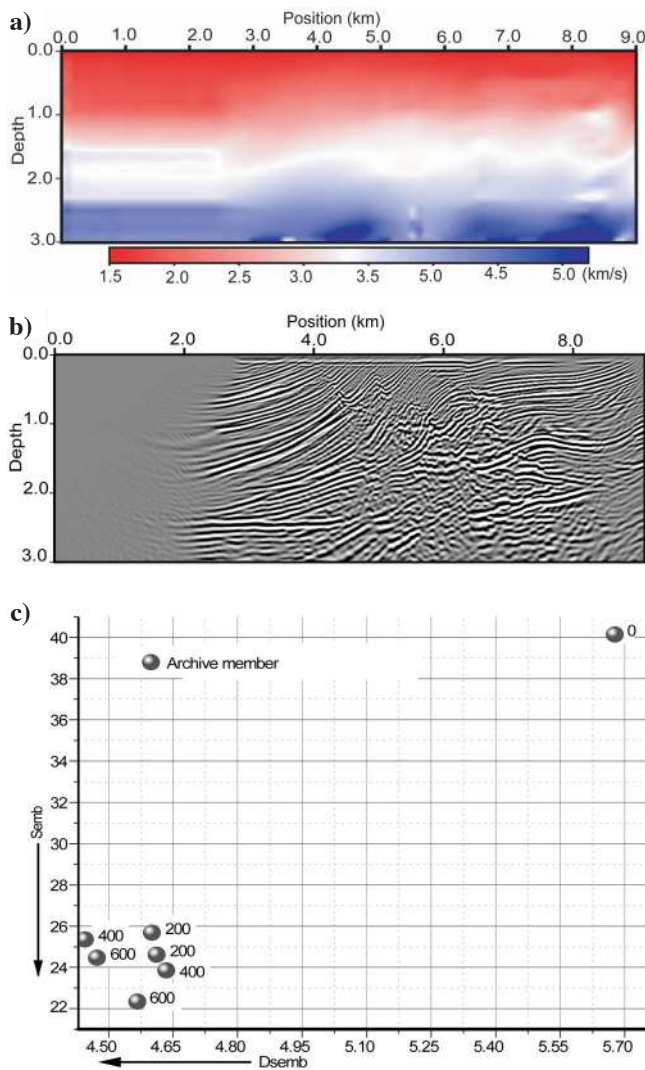 a)
Position (km)
0.0 1.0 2.0 3.0 4.0 5.0 6.0 7.0 8.0 9.0
0.0
1.0
2.0
3.0
Depth
1.5 2.0 2.5 3.0 3.5 5.0 4.5 5.0 (km/s)
b)
Position (km)
0.0 2.0 4.0 6.0 8.0
0.0
1.0
2.0
3.0
Depth
c)
40
38
36
34
32
30
28
26
24
22
Semb
Archive member
0
200
400
600
200
400
600
4.50 4.65 4.80 4.95 5.10 5.25 5.40 5.55 5.70
Dsemb